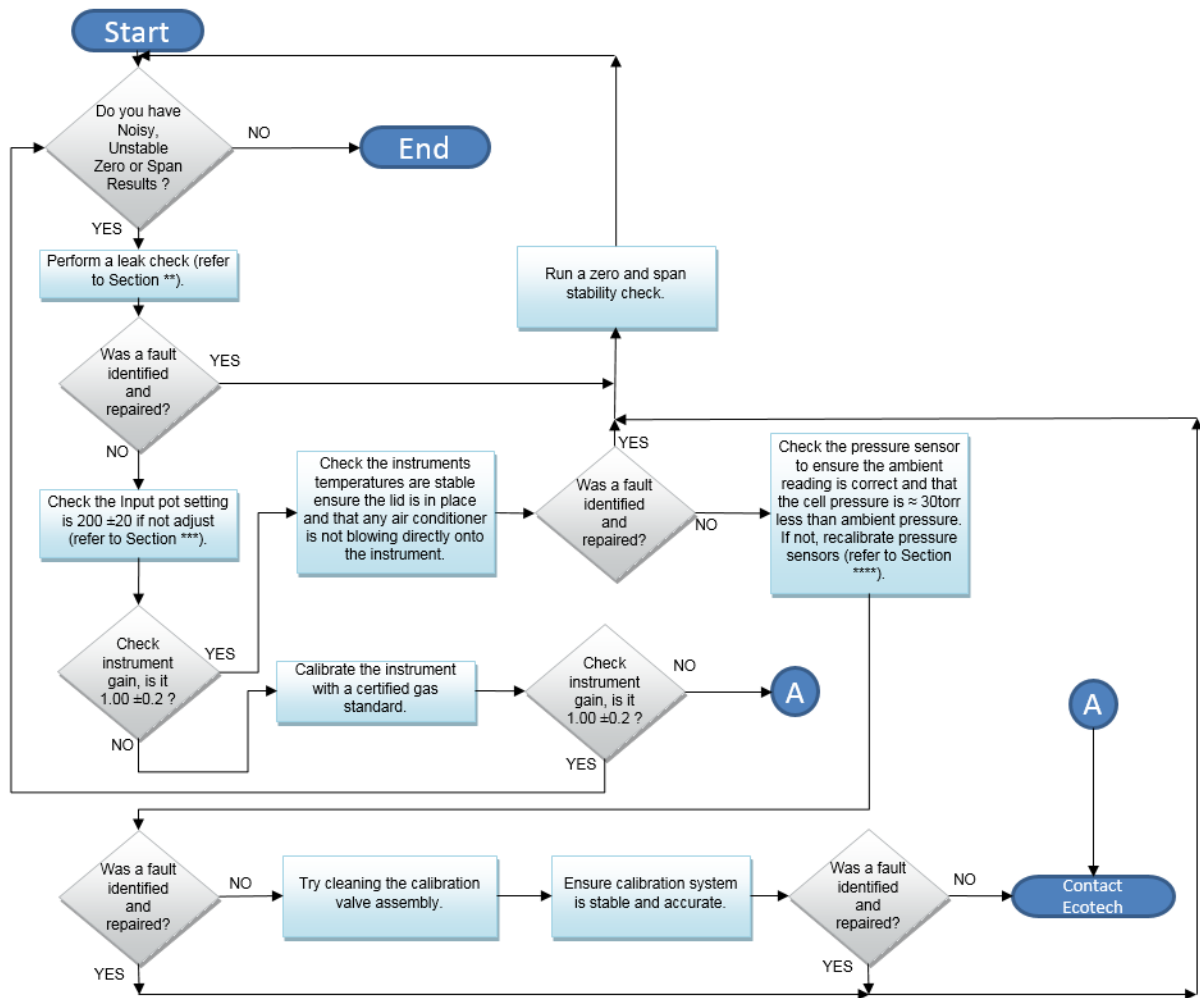 Start
Do you have
Noisy,
Unstable
Zero or Span
Results ?
NO
End
YES
Perform a leak check (refer
to Section **).
Run a zero and span
stability check.
Was a fault
identified
and
repaired?
YES
NO
Check the Input pot setting
is 200 ±20 if not adjust
(refer to Section ***).
Check the instruments
temperatures are stable
ensure the lid is in place
and that any air conditioner
is not blowing directly onto
the instrument.
YES
Was a fault
identified
and
repaired?
NO
Check the pressure sensor
to ensure the ambient
reading is correct and that
the cell pressure is ≈ 30torr
less than ambient pressure.
If not, recalibrate pressure
sensors (refer to Section
****).
Check
instrument
gain, is it
1.00 ±0.2 ?
YES
NO
Calibrate the instrument
with a certified gas
standard.
Check
instrument
gain, is it
1.00 ±0.2 ?
NO
YES
A
A
Was a fault
identified
and
repaired?
NO
YES
Try cleaning the calibration
valve assembly.
Ensure calibration system
is stable and accurate.
Was a fault
identified
and
repaired?
NO
YES
Contact
Ecotech